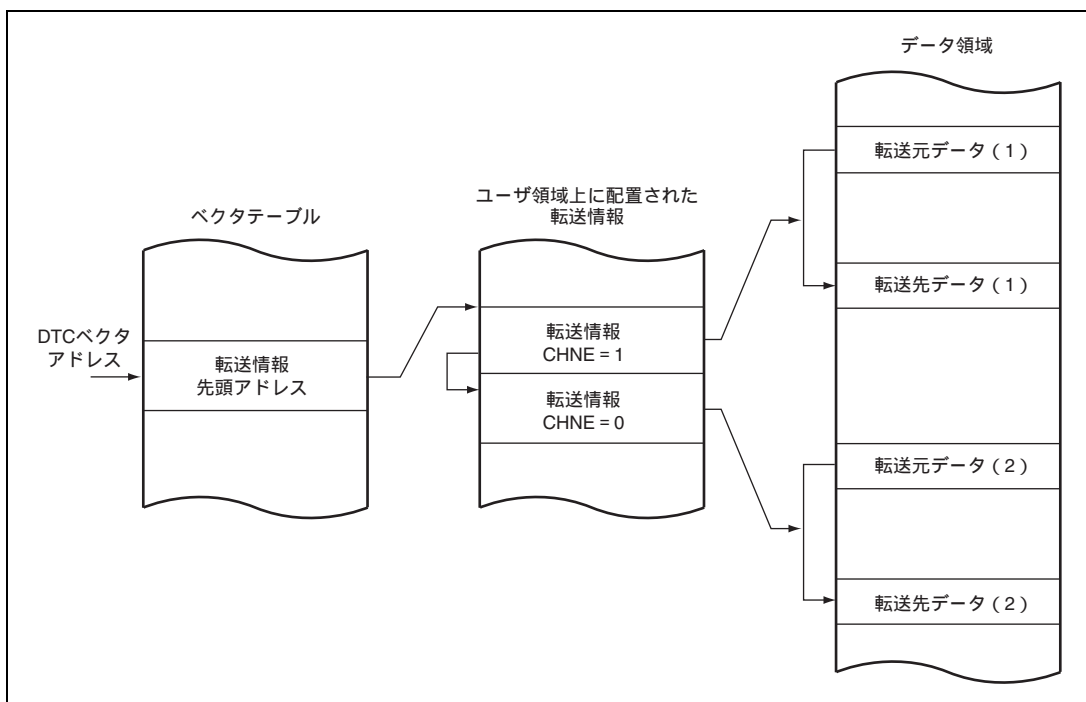 データ領域
転送元データ（1）
ユーザ領域上に配置された
転送情報
ベクタテーブル
転送先データ（1）
DTCベクタ
アドレス
転送情報
先頭アドレス
転送情報
CHNE = 1
転送情報
CHNE = 0
転送元データ（2）
転送先データ（2）